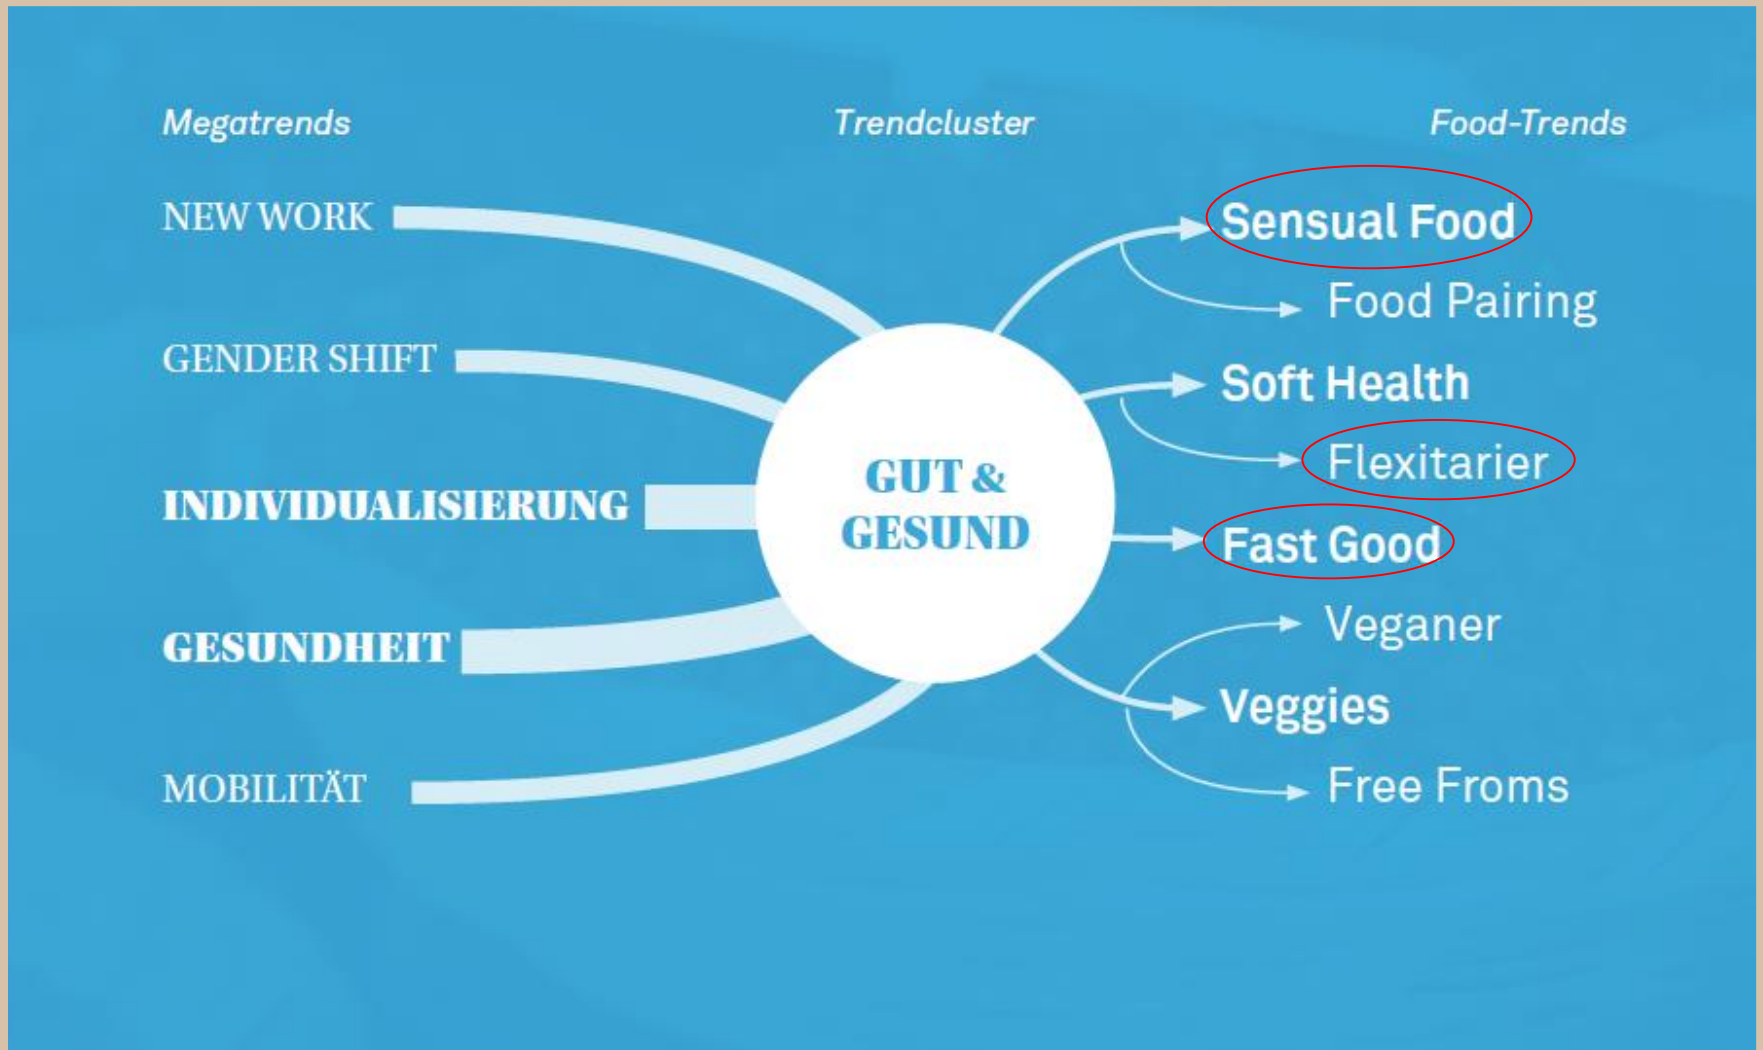 Megatrends
Trendcluster
Food-Trends
NEW WORK
GENDER SHIFT
INDIVIDUALISIERUNG
GESUNDHEIT
MOBILITÄT
GUT &
GESUND
Sensual Food
Food Pairing
Soft Health
Flexitarier
Fast Good
Veganer
Veggies
Free Froms